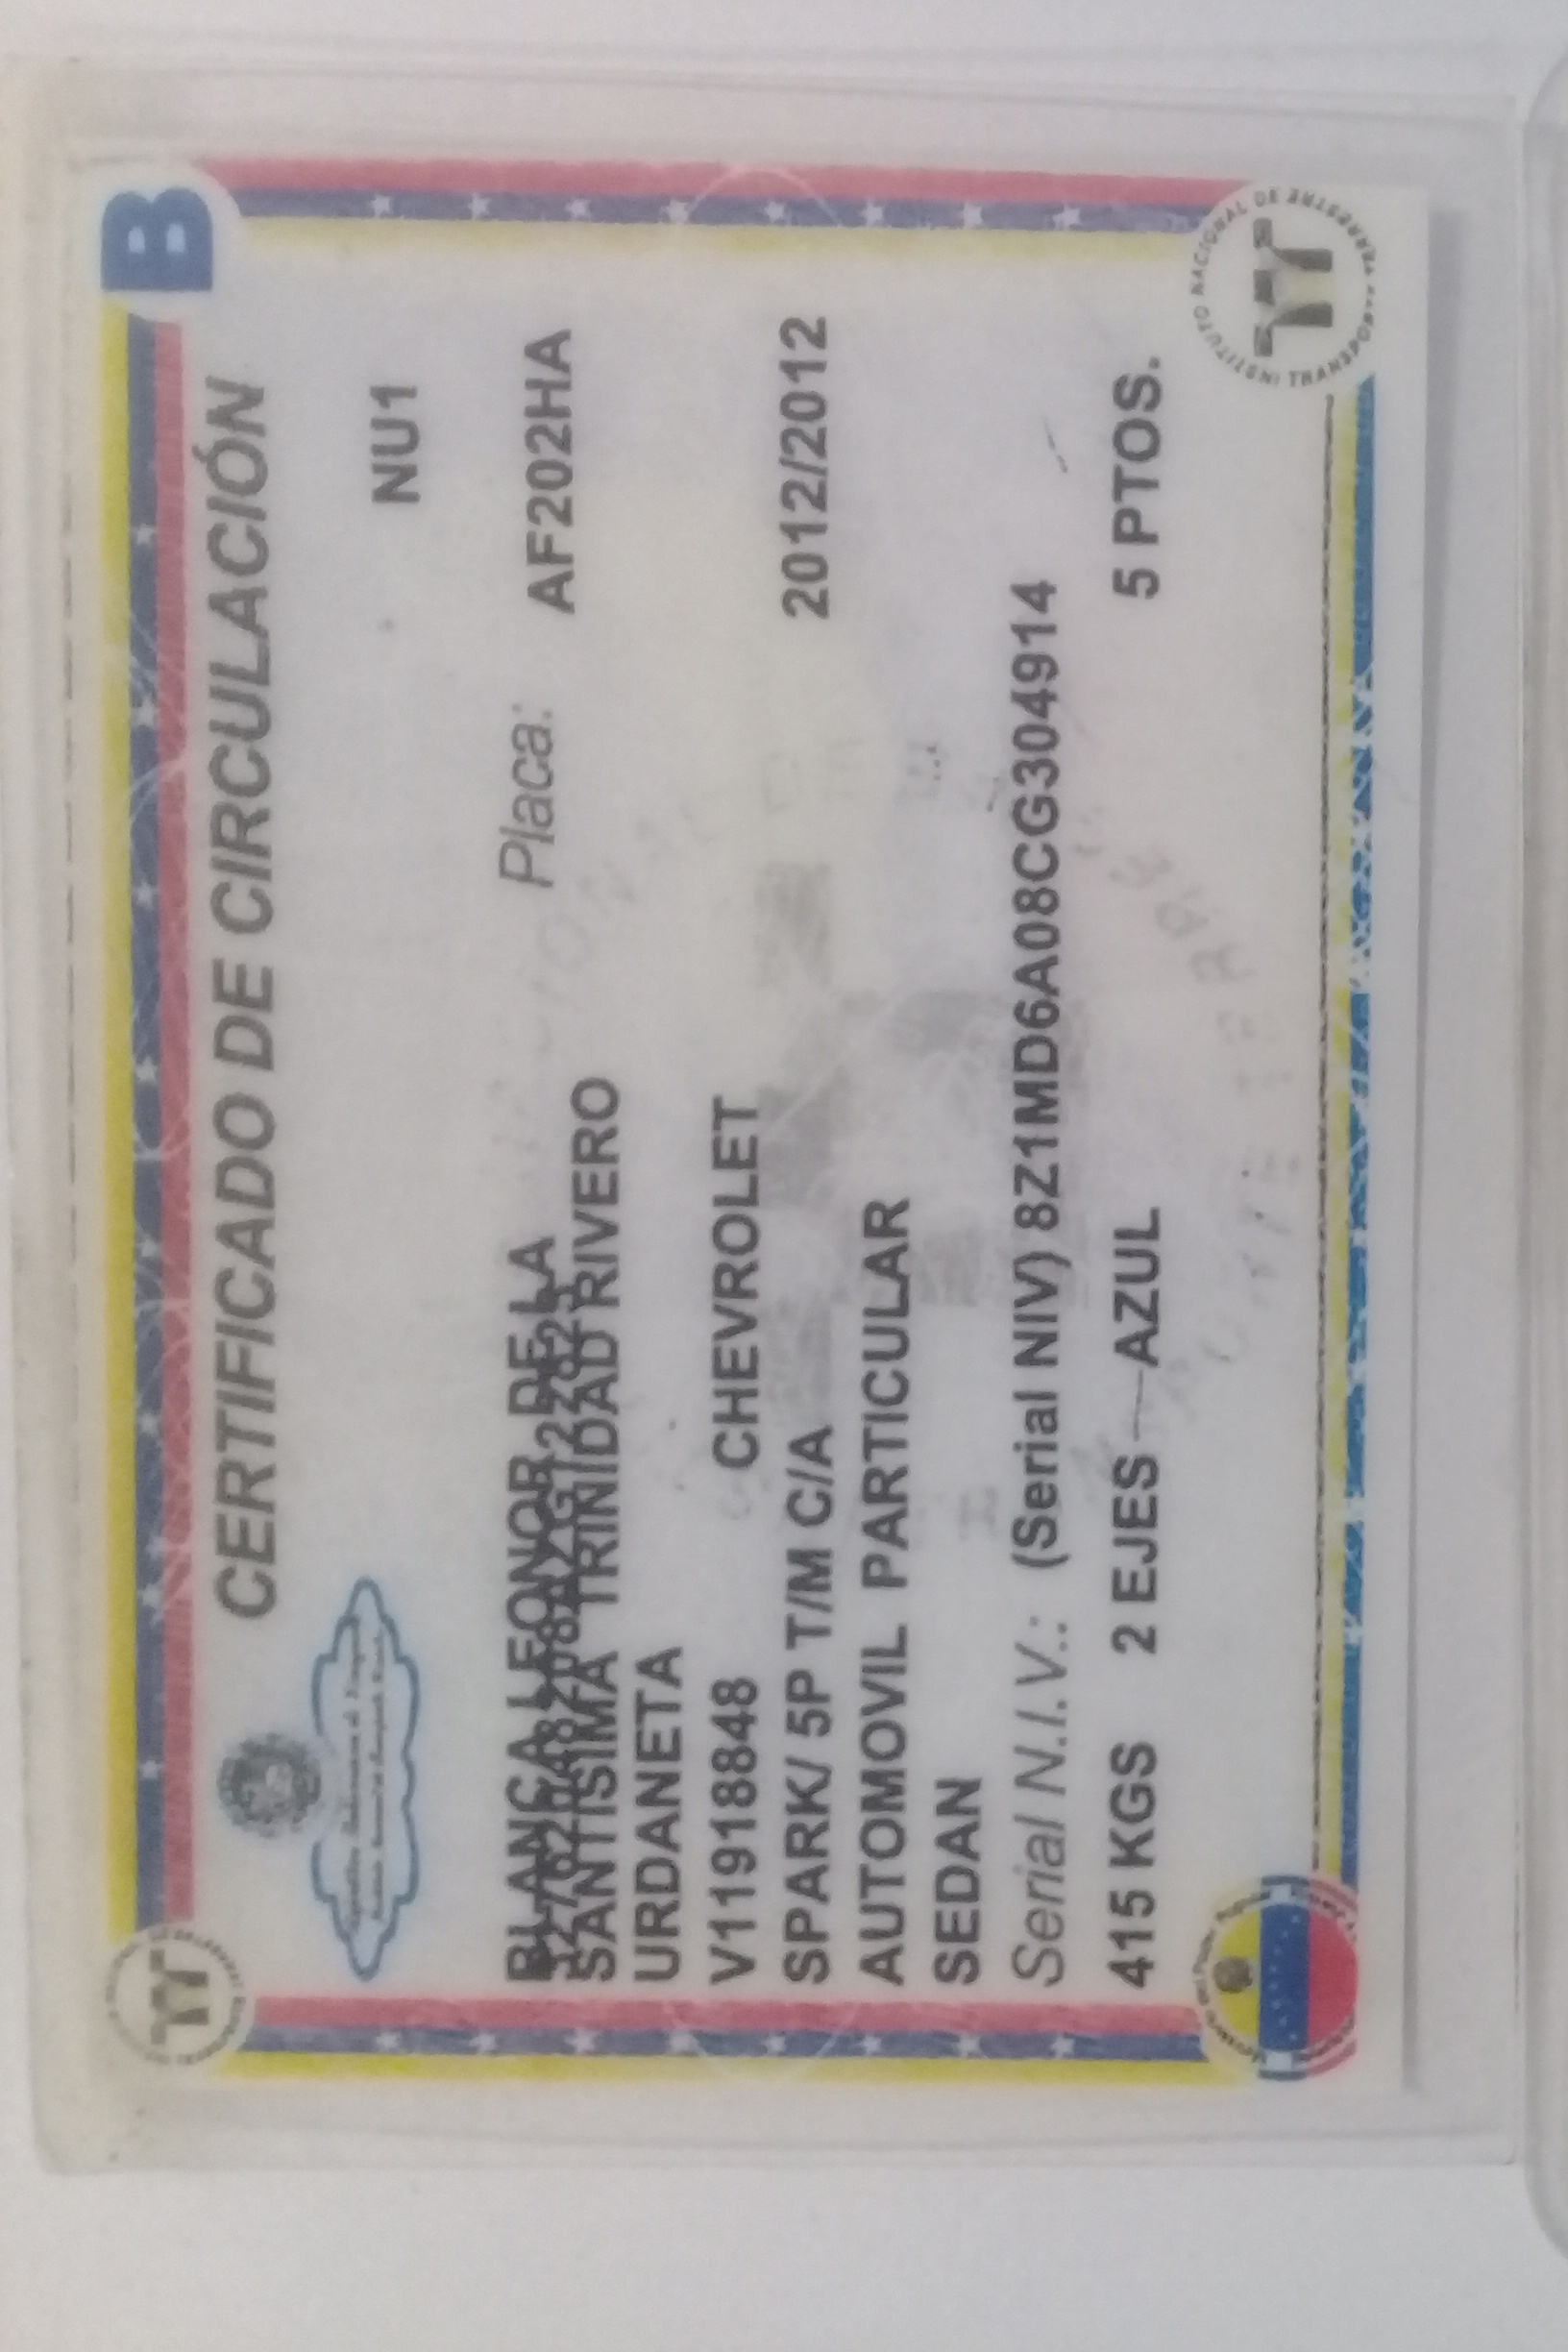 B
CERTIFICADO DE CIRCULACIÓN
NU1
BLANCA LEONOR DE LA
Placa: AF202HA
SANTISIMA TRINIDAD RIVERO
URDANETA
V11918848 CHEVROLET
SPARK/ 5P T/M C/A 2012/2012
AUTOMOVIL PARTICULAR
SEDAN
Serial N.I.V.: (Serial NIV) 8Z1MD6A08CG304914
415 KGS 2 EJES AZUL 5 PTOS.
INSTITUTO NACIONAL DE TRANSPORTE TERRESTRE